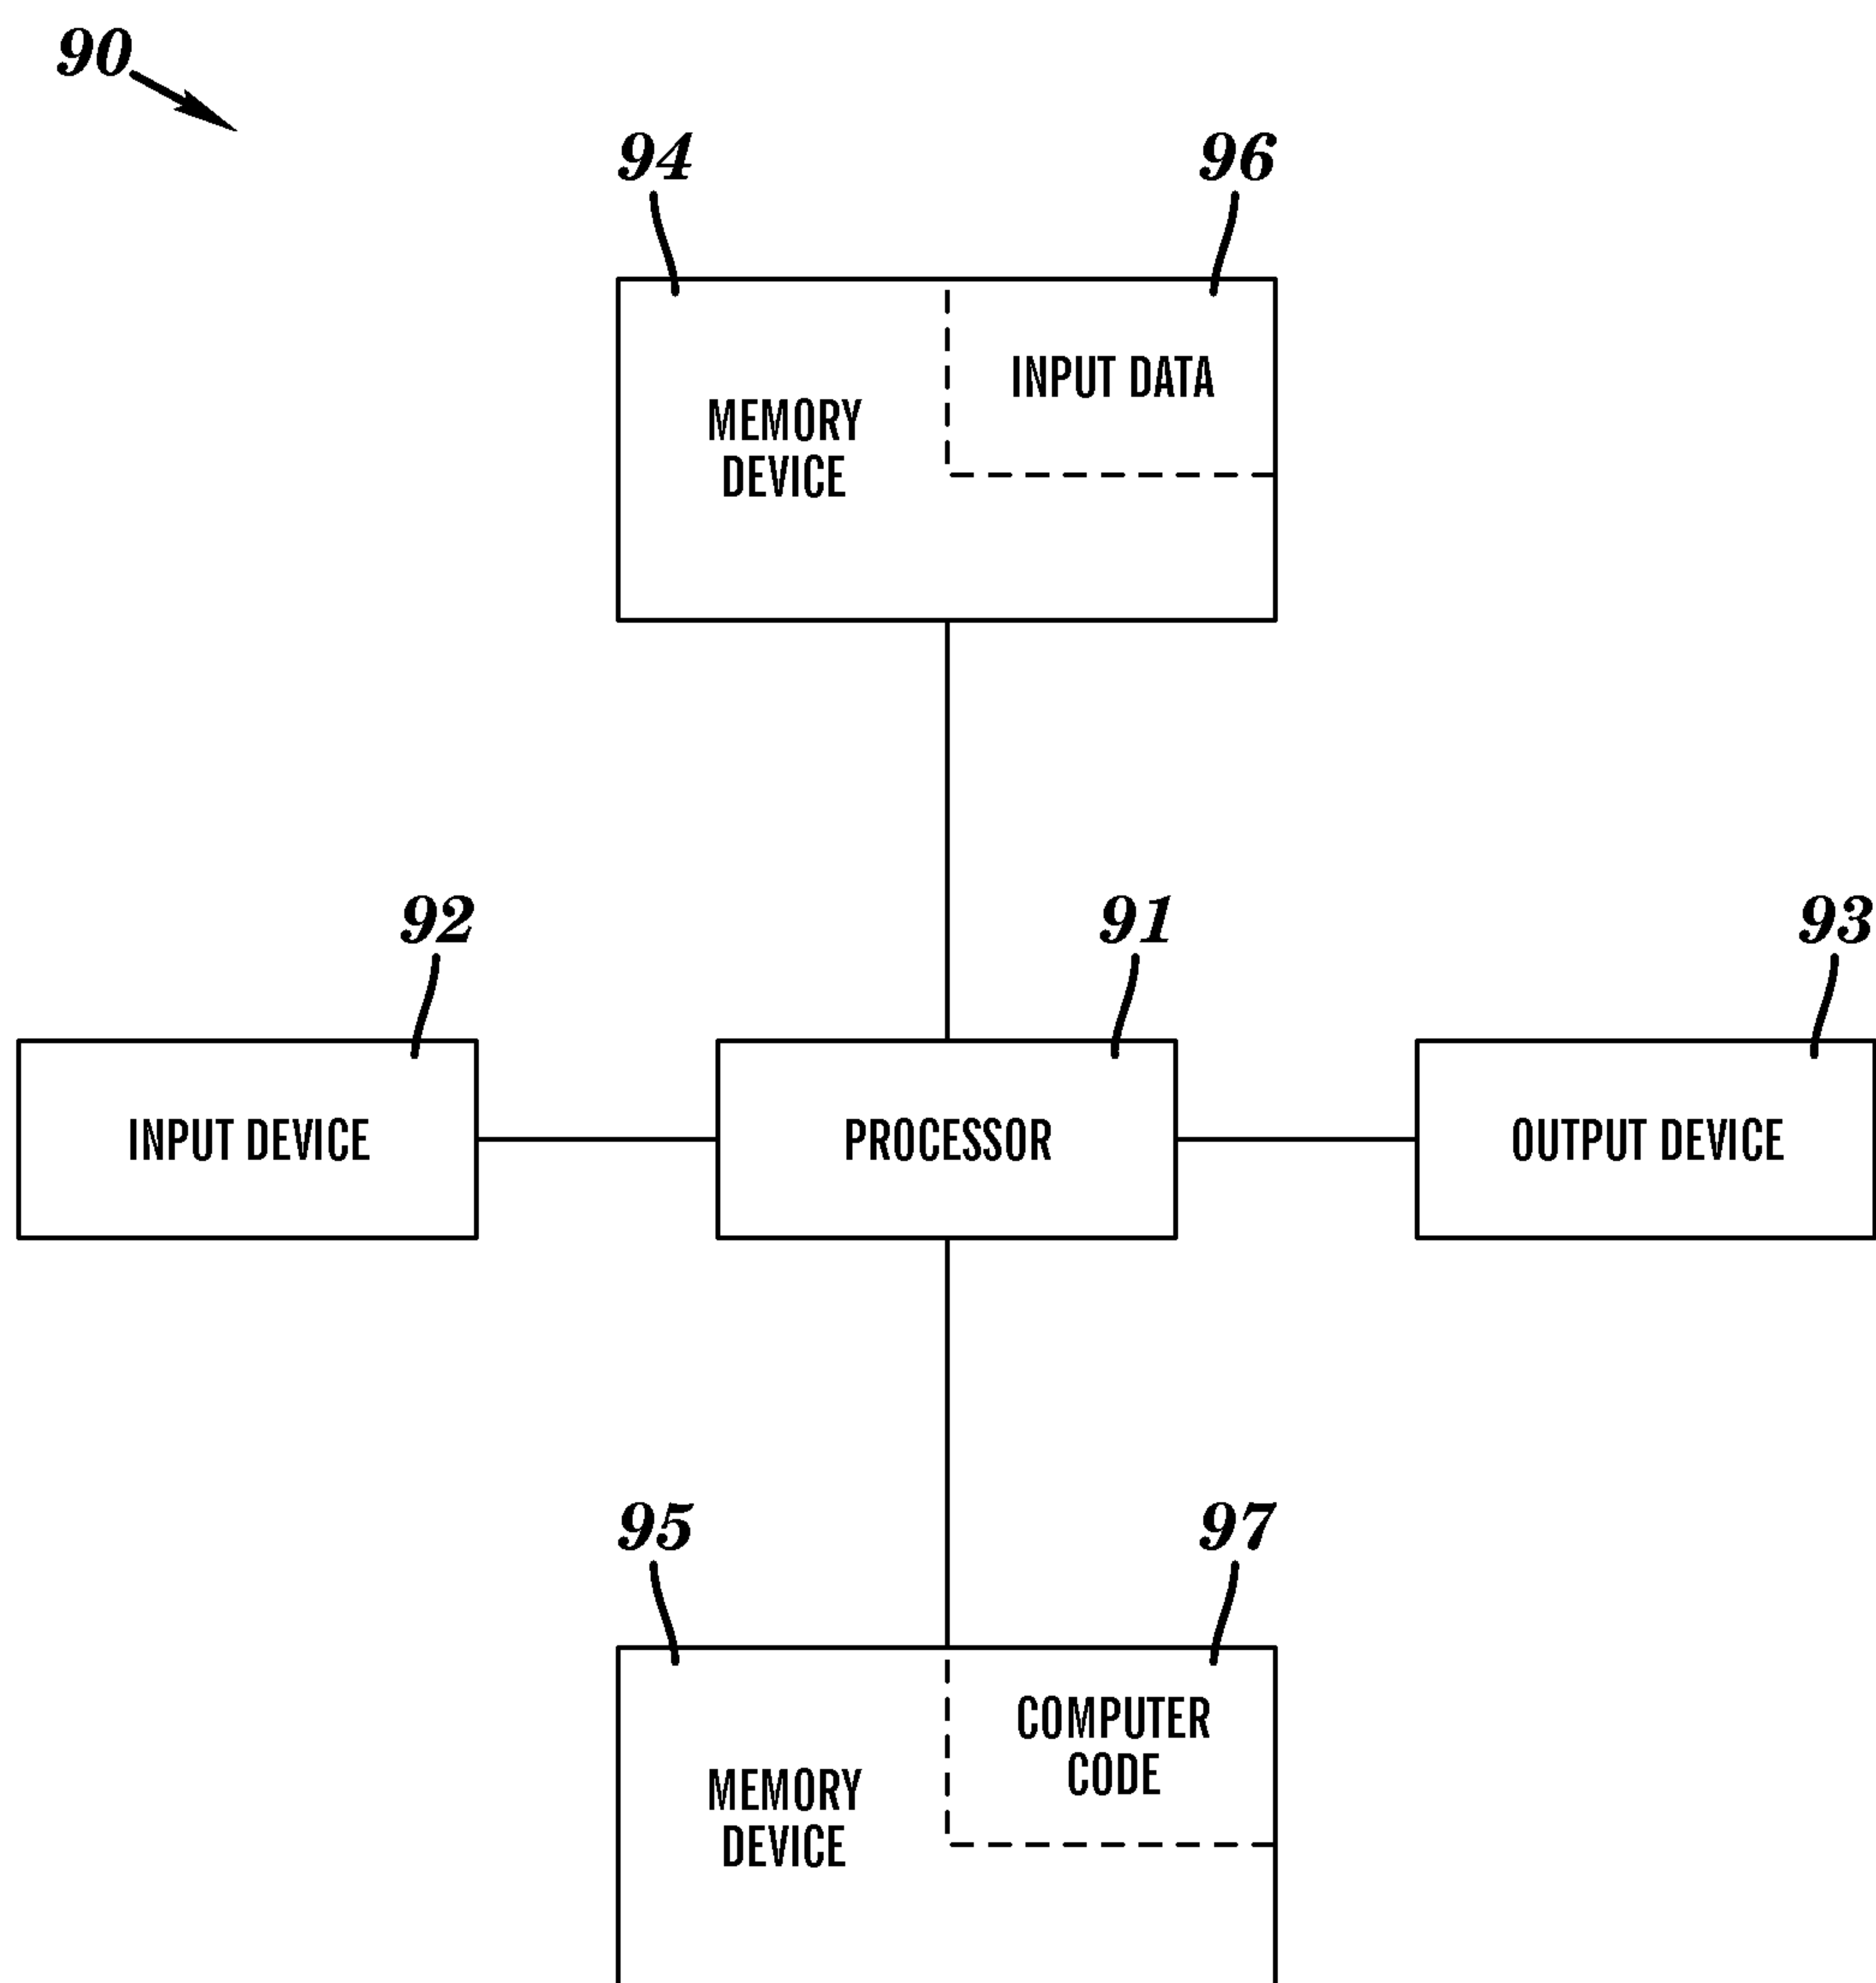 90
94
96
INPUT DATA
MEMORY
DEVICE
92
91
93
INPUT DEVICE
PROCESSOR
OUTPUT DEVICE
95
97
COMPUTER
CODE
MEMORY
DEVICE